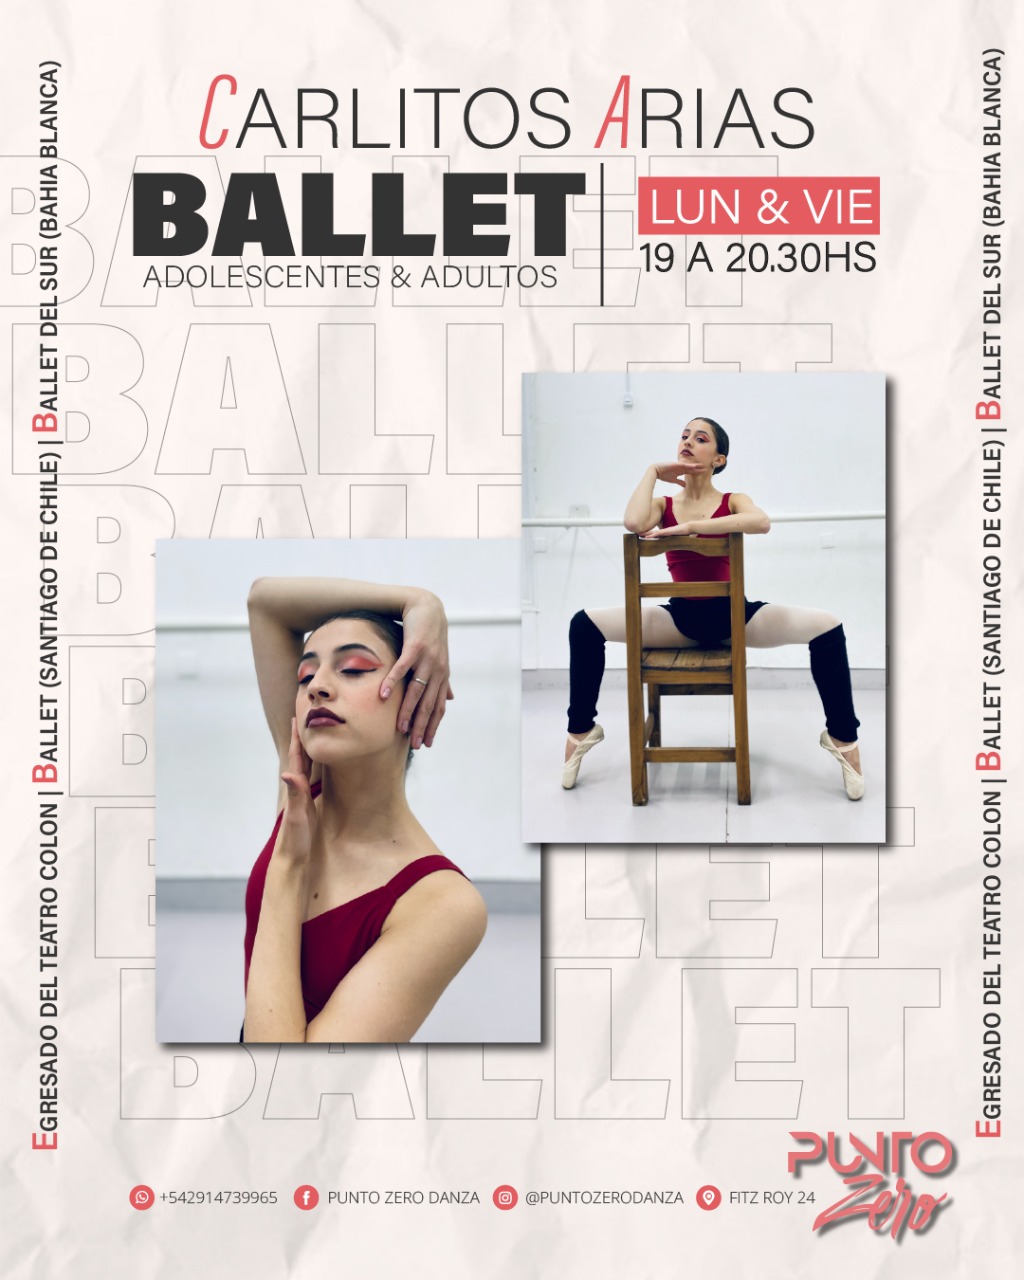 CARLITOS ARIAS
BALLET
ADOLESCENTES & ADULTOS
LUN & VIE
19 A 20.30HS
EGRESADO DEL TEATRO COLON | BALLET (SANTIAGO DE CHILE) | BALLET DEL SUR (BAHIA BLANCA)
EGRESADO DEL TEATRO COLON | BALLET (SANTIAGO DE CHILE) | BALLET DEL SUR (BAHIA BLANCA)
BALLET
BALLET
BALLET
BALLET
BALLET
BALLET
+542914739965 PUNTO ZERO DANZA @PUNTOZERODANZA FITZ ROY 24
PUNTO
Zero